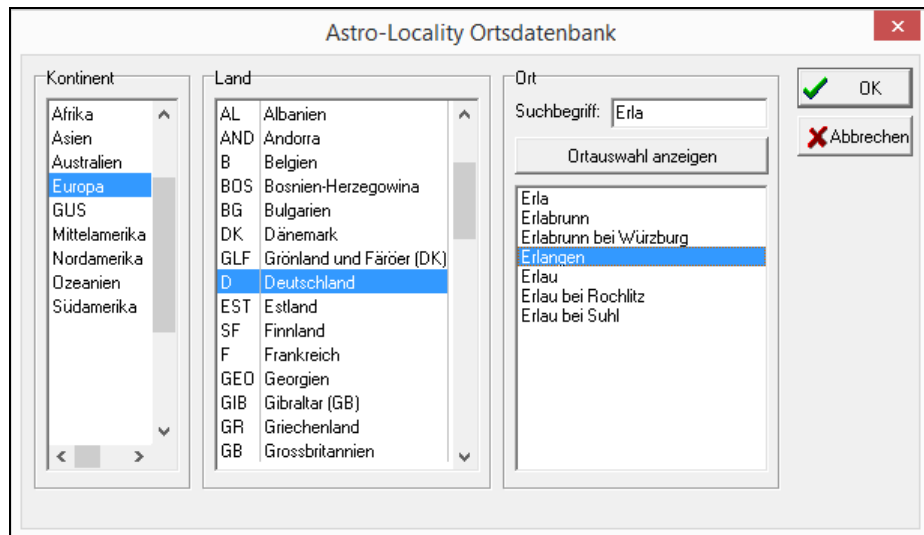 Astro-Locality Ortsdatenbank
Kontinent
Afrika
Asien
Australien
Europa
GUS
Mittelamerika
Nordamerika
Ozeanien
Südamerika
Land
AL Albanien
AND Andorra
B Belgien
BOS Bosnien-Herzegowina
BG Bulgarien
DK Dänemark
GLF Grönland und Färöer (DK)
D Deutschland
EST Estland
SF Finnland
F Frankreich
GEO Georgien
GIB Gibraltar (GB)
GR Griechenland
GB Grossbritannien
Ort
Suchbegriff: Erla
Ortauswahl anzeigen
Erla
Erlabrunn
Erlabrunn bei Würzburg
Erlangen
Erlau
Erlau bei Rochlitz
Erlau bei Suhl
OK
Abbrechen